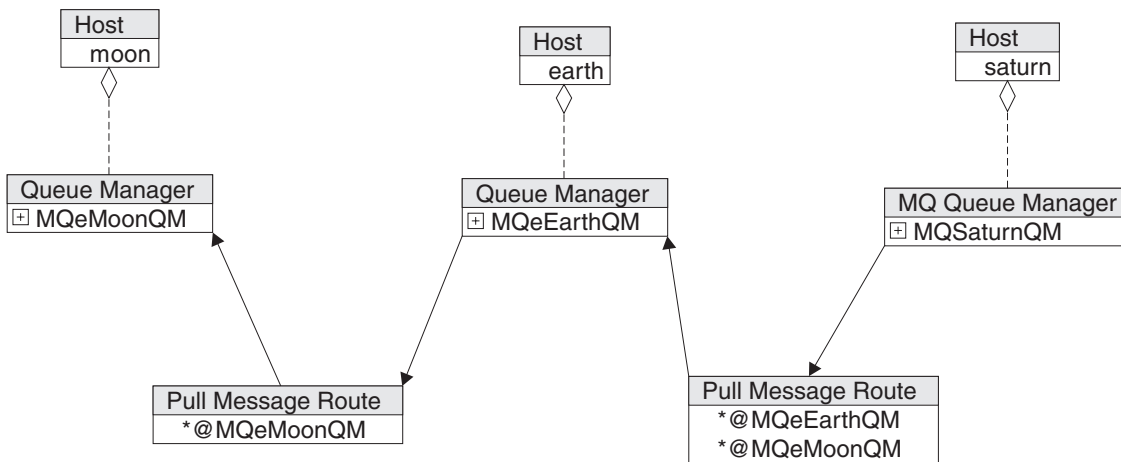 Host
moon
Host
earth
Host
saturn
Queue Manager
MQeMoonQM
Queue Manager
MQeEarthQM
MQ Queue Manager
MQSaturnQM
Pull Message Route
*@MQeMoonQM
Pull Message Route
*@MQeEarthQM
*@MQeMoonQM